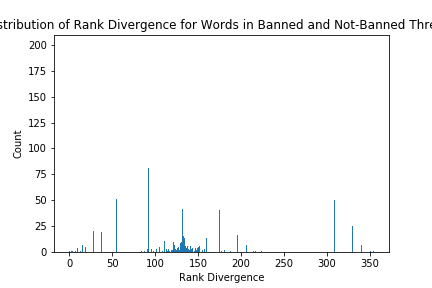 stribution of Rank Divergence for Words in Banned and Not-Banned Thre
200
175
150
125
100
75
50
25
0
Count
0 50 100 150 200 250 300 350
Rank Divergence